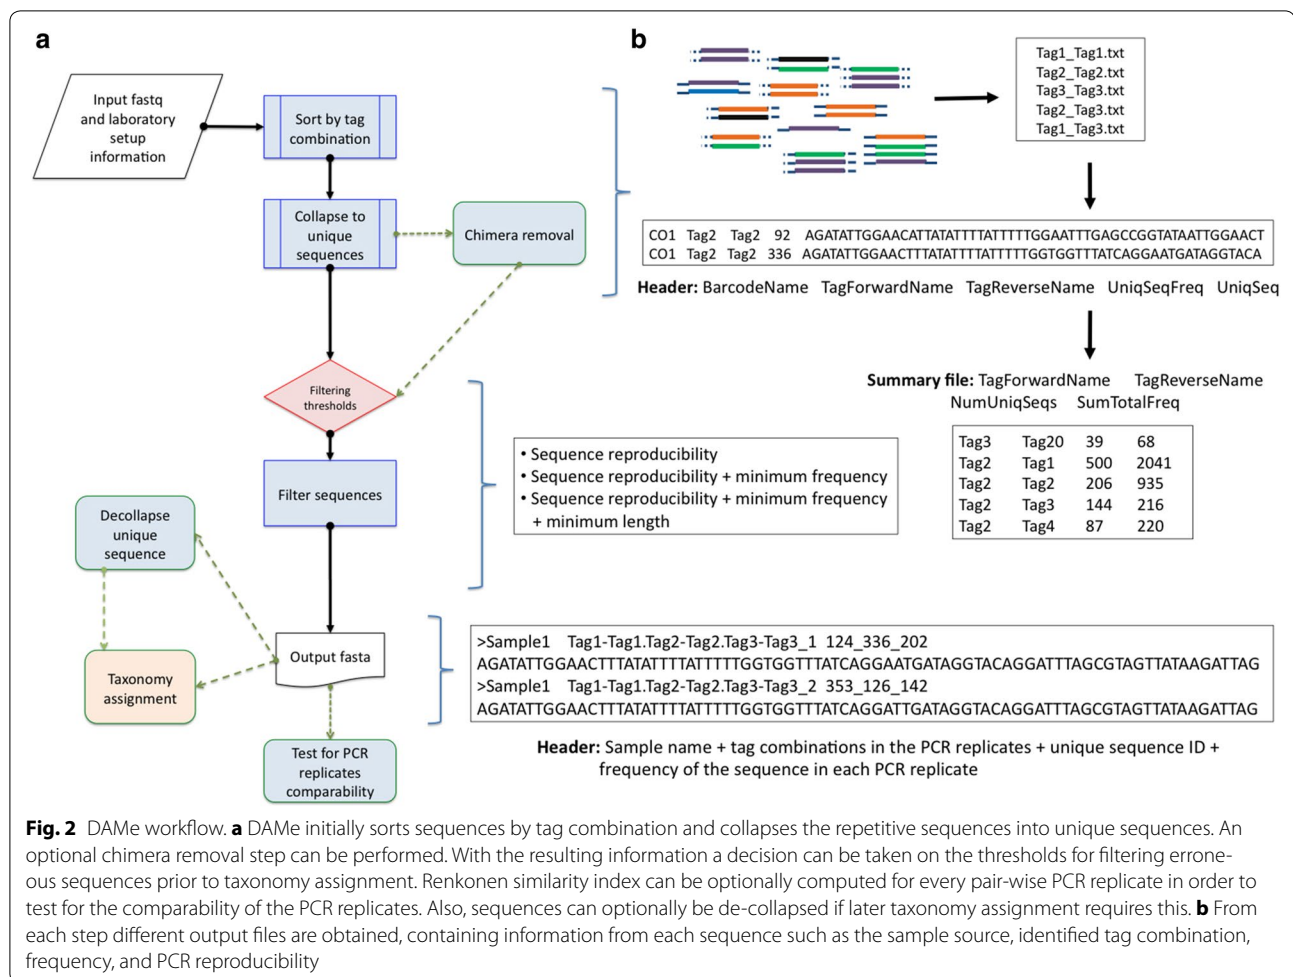 a
Input fastq
and laboratory
setup
information
Sort by tag
combination
Collapse to
unique
sequences
Chimera removal
Filtering
thresholds
Filter sequences
Decollapse
unique
sequence
Output fasta
Taxonomy
assignment
Test for PCR
replicates
comparability
b
Tag1_Tag1.txt
Tag2_Tag2.txt
Tag3_Tag3.txt
Tag2_Tag3.txt
Tag1_Tag3.txt
CO1 Tag2 Tag2 92 AGATATTGGAACATTATATTTTATTTTTGGAATTTGAGCCGGTATAATTGGAACT
CO1 Tag2 Tag2 336 AGATATTGGAACTTTATATTTTATTTTTGGTGGTTTATCAGGAATGATAGGTACA
Header: BarcodeName TagForwardName TagReverseName UniqSeqFreq UniqSeq
Summary file: TagForwardName TagReverseName
NumUniqSeqs SumTotalFreq
Tag3 Tag20 39 68
Tag2 Tag1 500 2041
Tag2 Tag2 206 935
Tag2 Tag3 144 216
Tag2 Tag4 87 220
• Sequence reproducibility
• Sequence reproducibility + minimum frequency
• Sequence reproducibility + minimum frequency
+ minimum length
>Sample1 Tag1-Tag1.Tag2-Tag2.Tag3-Tag3_1 124_336_202
AGATATTGGAACTTTATATTTTATTTTTGGTGGTTTATCAGGAATGATAGGTACAGGATTTAGCGTAGTTATAAGATTAG
>Sample1 Tag1-Tag1.Tag2-Tag2.Tag3-Tag3_2 353_126_142
AGATATTGGAACTTTATATTTTATTTTTGGTGGTTTATCAGGATTGATAGGTACAGGATTTAGCGTAGTTATAAGATTAG
Header: Sample name + tag combinations in the PCR replicates + unique sequence ID +
frequency of the sequence in each PCR replicate
Fig. 2 DAMe workflow. a DAMe initially sorts sequences by tag combination and collapses the repetitive sequences into unique sequences. An
optional chimera removal step can be performed. With the resulting information a decision can be taken on the thresholds for filtering errone-
ous sequences prior to taxonomy assignment. Renkonen similarity index can be optionally computed for every pair-wise PCR replicate in order to
test for the comparability of the PCR replicates. Also, sequences can optionally be de-collapsed if later taxonomy assignment requires this. b From
each step different output files are obtained, containing information from each sequence such as the sample source, identified tag combination,
frequency, and PCR reproducibility